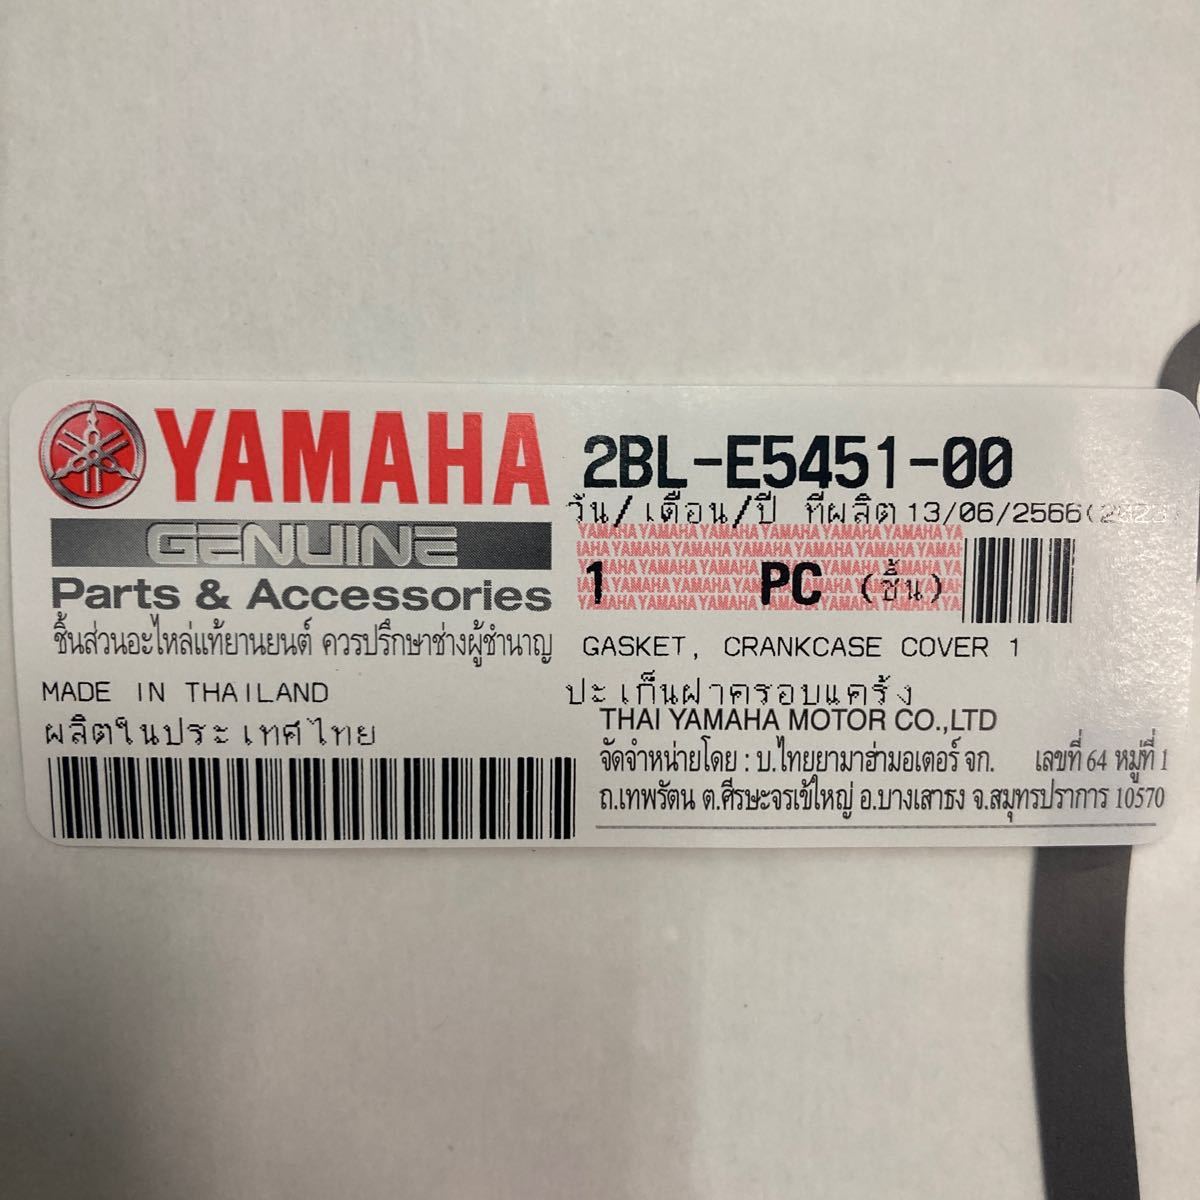 YAMAHA
GENUINE
Parts & Accessories
ชิ้นส่วนอะไหล่แท้ยานยนต์ ควรปรึกษาช่างผู้ชำนาญ
MADE IN THAILAND
ผลิตในประเทศไทย
2BL-E5451-00
วัน/เดือน/ปี ที่ผลิต 13/06/2566(2023)
1 PC (ชิ้น)
GASKET, CRANKCASE COVER 1
ปะเก็นฝาครอบแคร้ง
THAI YAMAHA MOTOR CO.,LTD
จัดจำหน่ายโดย : บ.ไทยยามาฮ่ามอเตอร์ จก. เลขที่ 64 หมู่ที่ 1
ถ.เทพรัตน ต.ศีรษะจรเข้ใหญ่ อ.บางเสาธง จ.สมุทรปราการ 10570